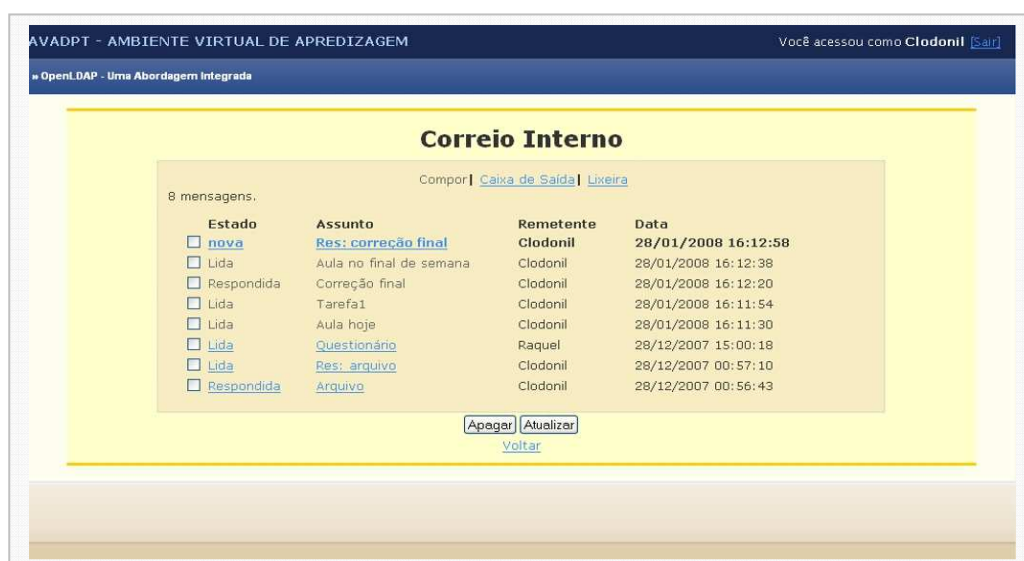 AVADPT - AMBIENTE VIRTUAL DE APREDIZAGEM Você acessou como Clodonil [Sair]
» OpenLDAP - Uma Abordagem Integrada
Correio Interno
Compor| Caixa de Saída| Lixeira
8 mensagens.
Estado Assunto Remetente Data
nova Res: correção final Clodonil 28/01/2008 16:12:58
Lida Aula no final de semana Clodonil 28/01/2008 16:12:38
Respondida Correção final Clodonil 28/01/2008 16:12:20
Lida Tarefa1 Clodonil 28/01/2008 16:11:54
Lida Aula hoje Clodonil 28/01/2008 16:11:30
Lida Questionário Raquel 28/12/2007 15:00:18
Lida Res: arquivo Clodonil 28/12/2007 00:57:10
Respondida Arquivo Clodonil 28/12/2007 00:56:43
Apagar Atualizar
Voltar